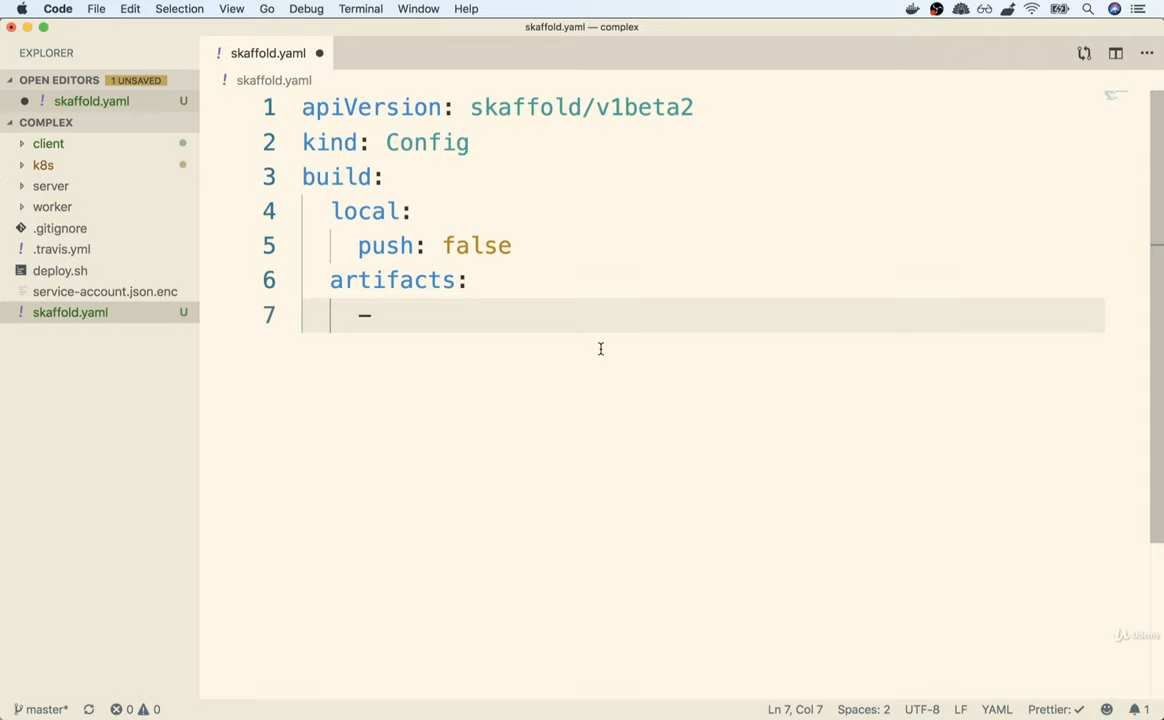 Code File Edit Selection View Go Debug Terminal Window Help
skaffold.yaml — complex
EXPLORER
! skaffold.yaml ●
OPEN EDITORS 1 UNSAVED
! skaffold.yaml
● ! skaffold.yaml U
COMPLEX
client
k8s
server
worker
.gitignore
! .travis.yml
deploy.sh
service-account.json.enc
! skaffold.yaml U
1 apiVersion: skaffold/v1beta2
2 kind: Config
3 build:
4 local:
5 push: false
6 artifacts:
7 -
Udemy
master* 0 0 Ln 7, Col 7 Spaces: 2 UTF-8 LF YAML Prettier: ✓ 1